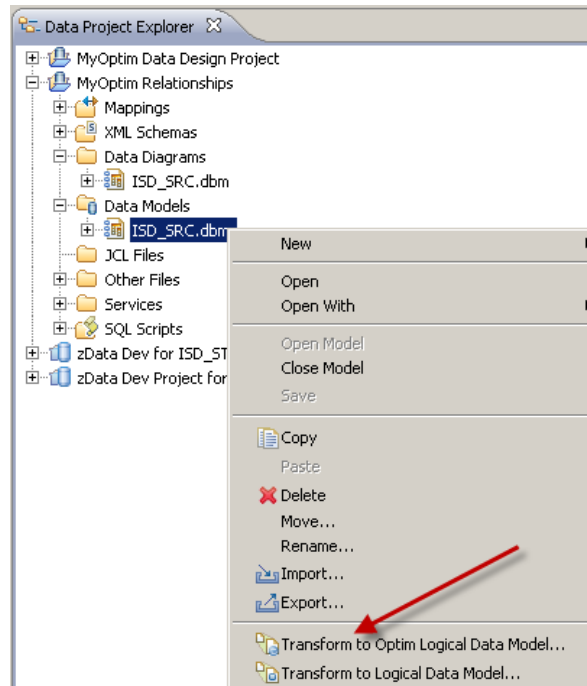 Data Project Explorer
MyOptim Data Design Project
MyOptim Relationships
Mappings
XML Schemas
Data Diagrams
ISD_SRC.dbm
Data Models
ISD_SRC.dbm
JCL Files
Other Files
Services
SQL Scripts
zData Dev for ISD_ST
zData Dev Project for
New
Open
Open With
Open Model
Close Model
Save
Copy
Paste
Delete
Move...
Rename...
Import...
Export...
Transform to Optim Logical Data Model...
Transform to Logical Data Model...